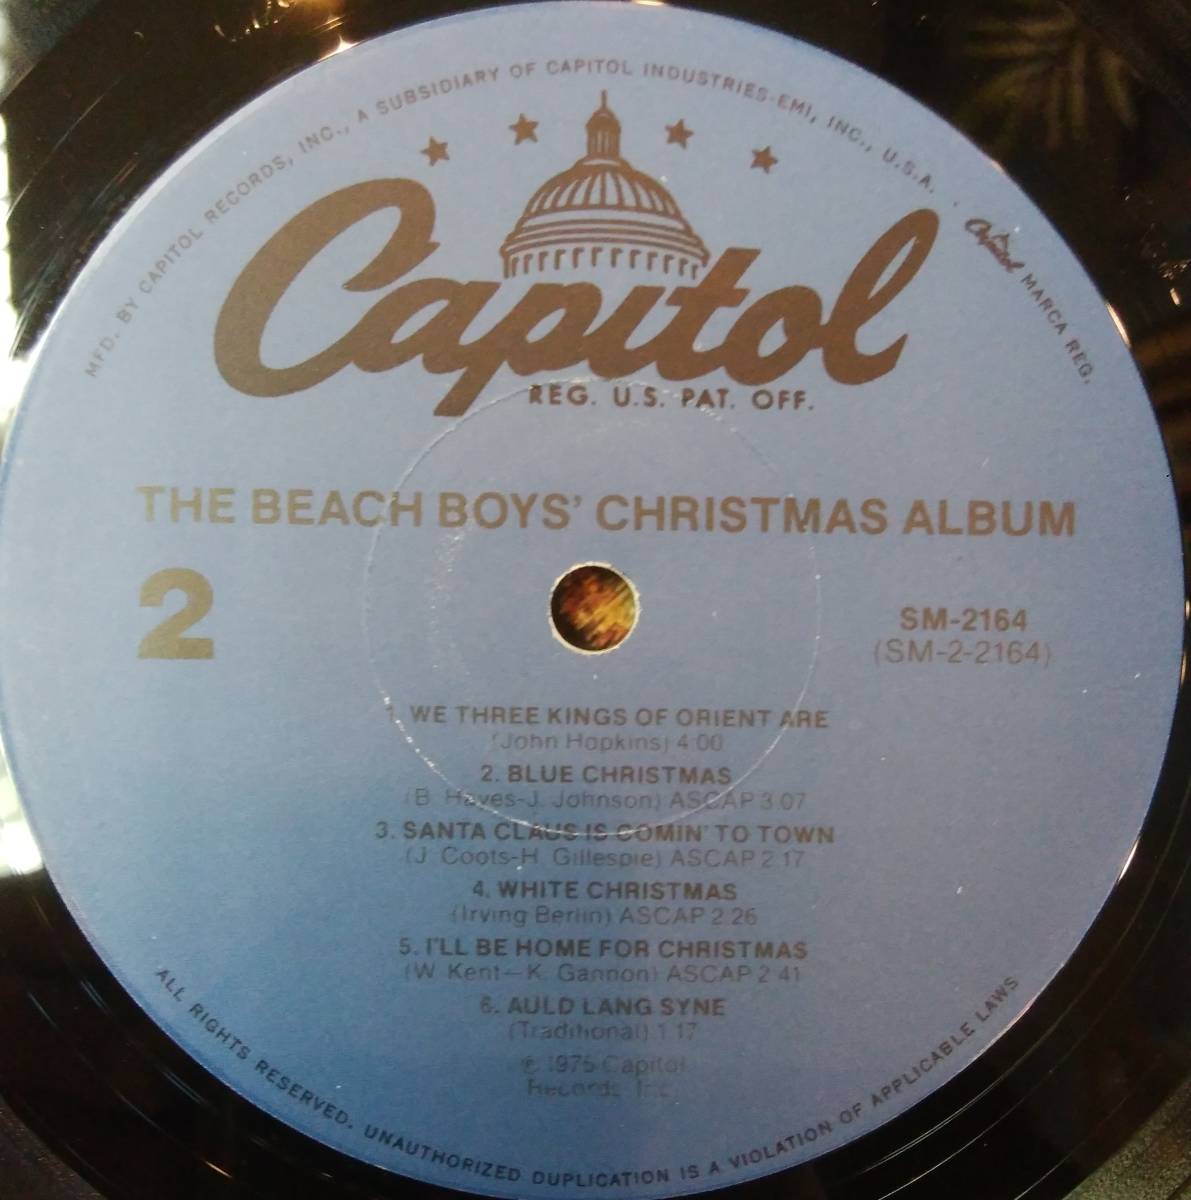 MFD. BY CAPITOL RECORDS, INC., A SUBSIDIARY OF CAPITOL INDUSTRIES-EMI, INC., U.S.A. · Capitol MARCA REG.
Capitol
REG. U.S. PAT. OFF.
THE BEACH BOYS' CHRISTMAS ALBUM
2
SM-2164
(SM-2-2164)
1. WE THREE KINGS OF ORIENT ARE
(John Hopkins) 4:00
2. BLUE CHRISTMAS
(B. Hayes-J. Johnson) ASCAP 3:07
3. SANTA CLAUS IS COMIN' TO TOWN
(J. Coots-H. Gillespie) ASCAP 2:17
4. WHITE CHRISTMAS
(Irving Berlin) ASCAP 2:26
5. I'LL BE HOME FOR CHRISTMAS
(W. Kent-K. Gannon) ASCAP 2:41
6. AULD LANG SYNE
(Traditional) 1:17
℗ 1975 Capitol
Records, Inc.
ALL RIGHTS RESERVED. UNAUTHORIZED DUPLICATION IS A VIOLATION OF APPLICABLE LAWS